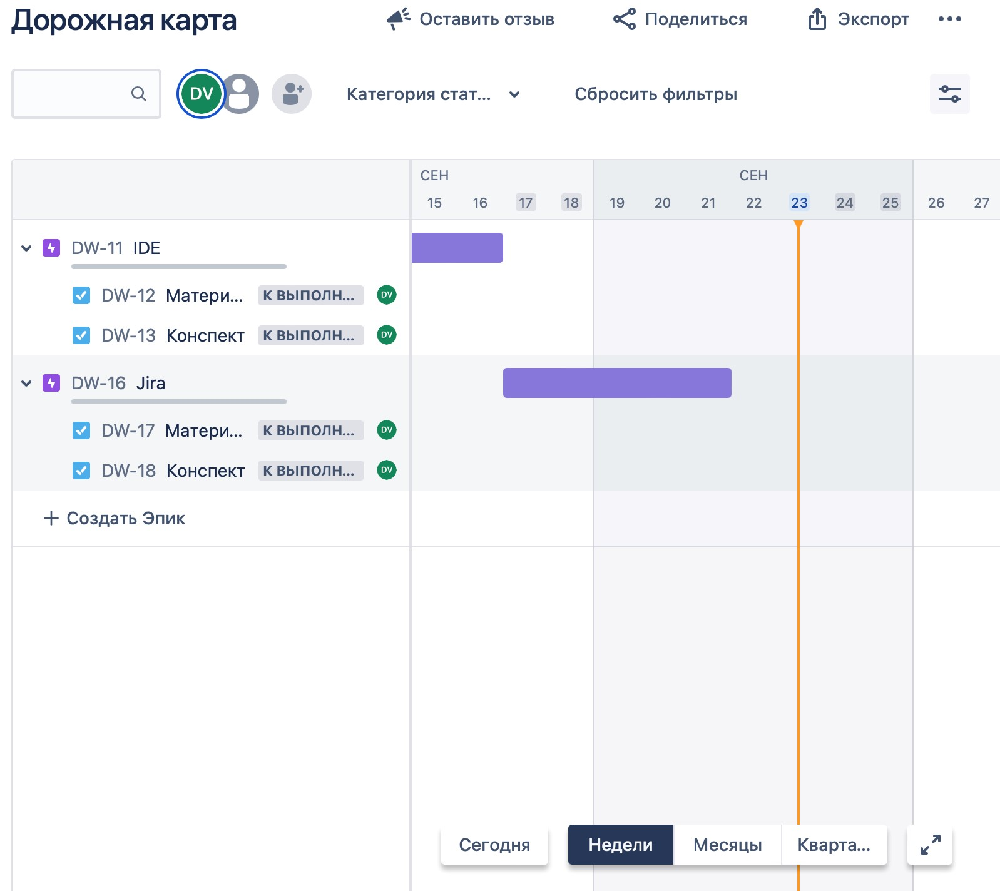 Дорожная карта
Оставить отзыв
Поделиться
Экспорт
DV
Категория стат...
Сбросить фильтры
СЕН
СЕН
15 16 17 18 19 20 21 22 23 24 25 26 27
DW-11 IDE
DW-12 Матери... К ВЫПОЛН... DV
DW-13 Конспект К ВЫПОЛН... DV
DW-16 Jira
DW-17 Матери... К ВЫПОЛН... DV
DW-18 Конспект К ВЫПОЛН... DV
+ Создать Эпик
Сегодня
Недели
Месяцы
Кварта...